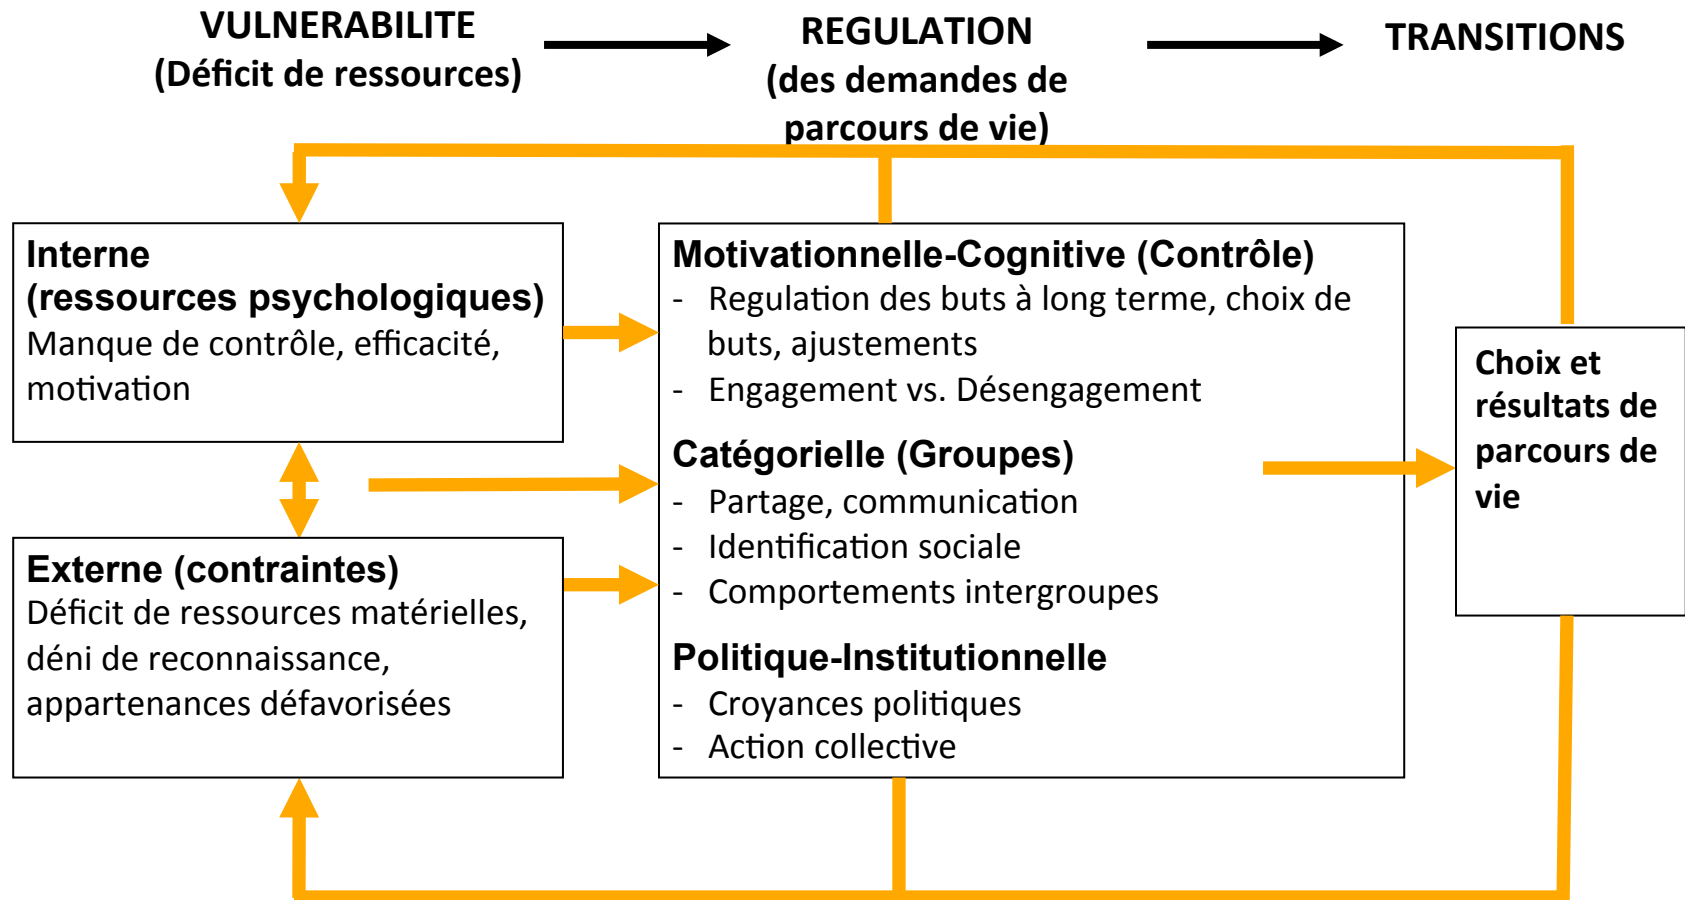 VULNERABILITE
(Déficit de ressources)
REGULATION
(des demandes de
parcours de vie)
TRANSITIONS
Interne
(ressources psychologiques)
Manque de contrôle, efficacité,
motivation
Externe (contraintes)
Déficit de ressources matérielles,
déni de reconnaissance,
appartenances défavorisées
Motivationnelle-Cognitive (Contrôle)
- Regulation des buts à long terme, choix de
buts, ajustements
- Engagement vs. Désengagement
Catégorielle (Groupes)
- Partage, communication
- Identification sociale
- Comportements intergroupes
Politique-Institutionnelle
- Croyances politiques
- Action collective
Choix et
résultats de
parcours de
vie